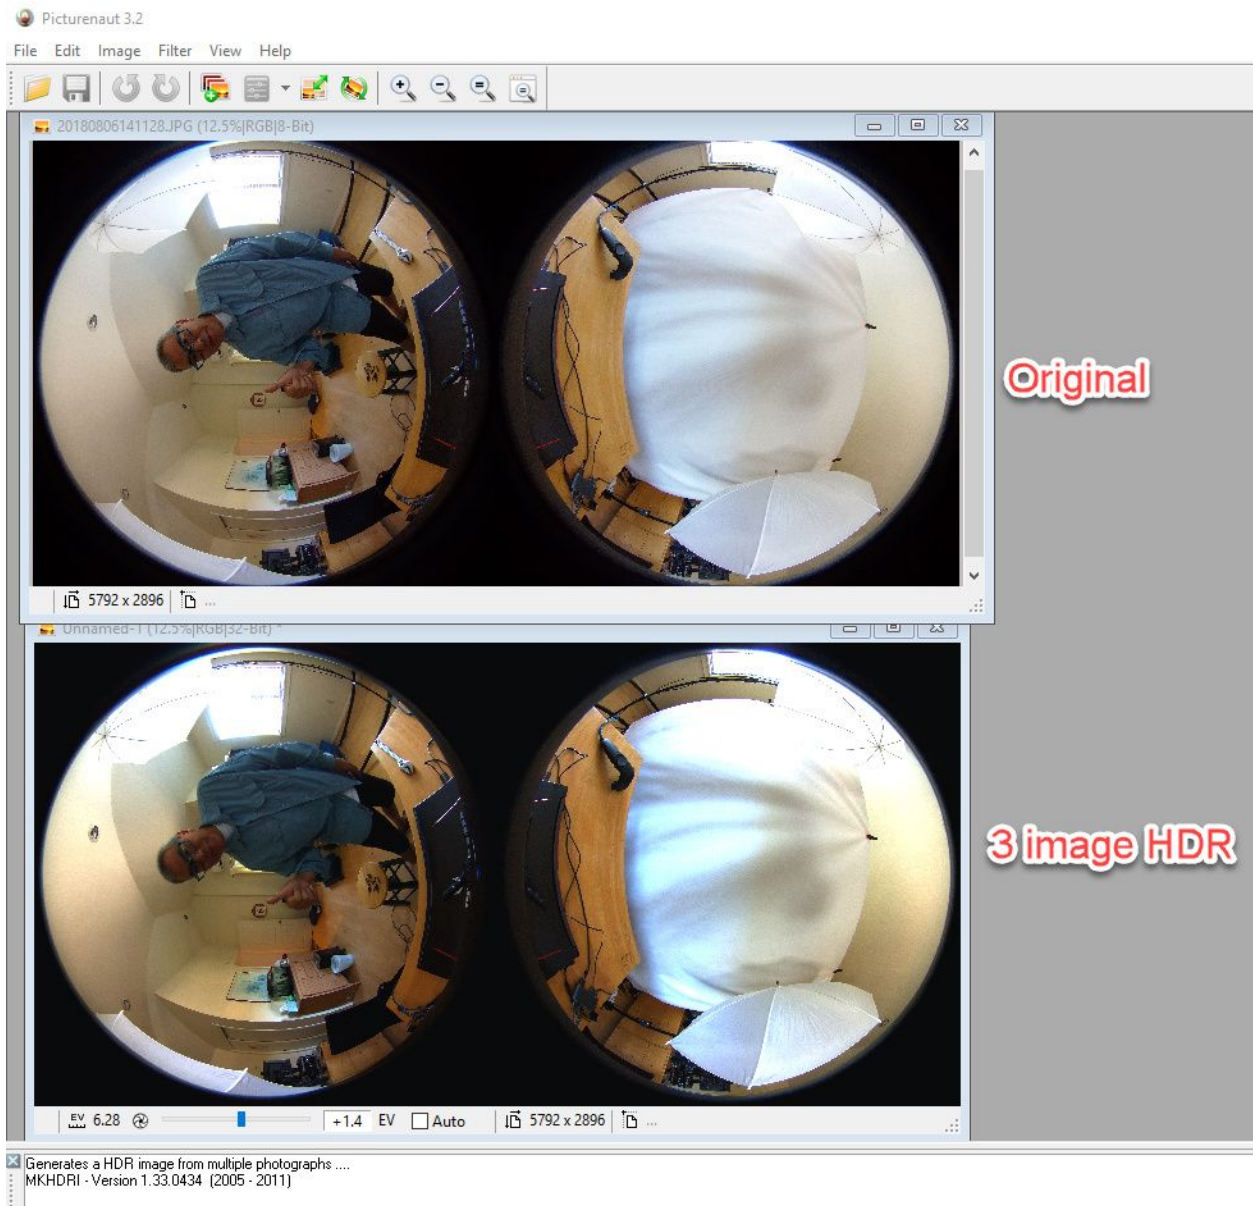 Picturenaut 3.2
File Edit Image Filter View Help
20180806141128.JPG (12.5%|RGB|8-Bit)
Original
5792 x 2896 ...
Unnamed-1 (12.5%|RGB|32-Bit) *
3 image HDR
EV 6.28 +1.4 EV Auto 5792 x 2896 ...
Generates a HDR image from multiple photographs ....
MKHDRI - Version 1.33.0434 (2005 - 2011)